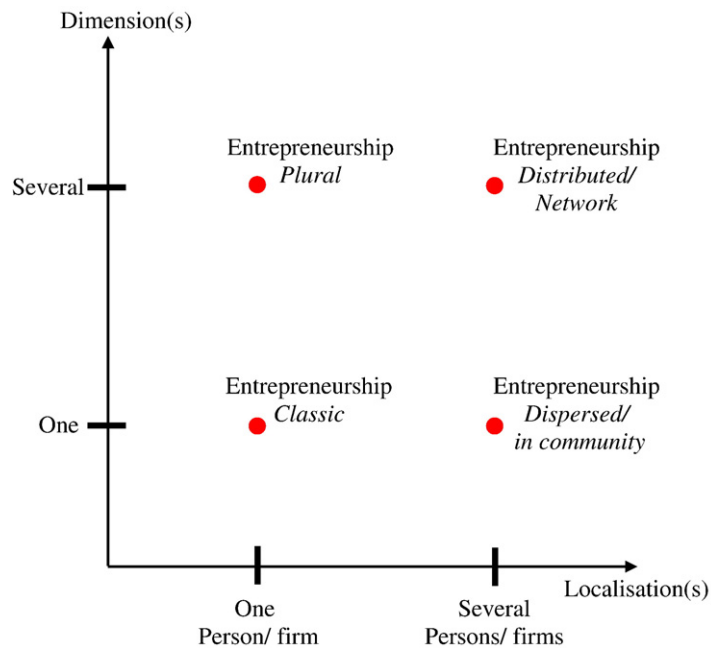 Dimension(s)
Entrepreneurship
Plural
Entrepreneurship
Distributed/
Network
Several
Entrepreneurship
Classic
Entrepreneurship
Dispersed/
in community
One
Localisation(s)
One
Person/ firm
Several
Persons/ firms